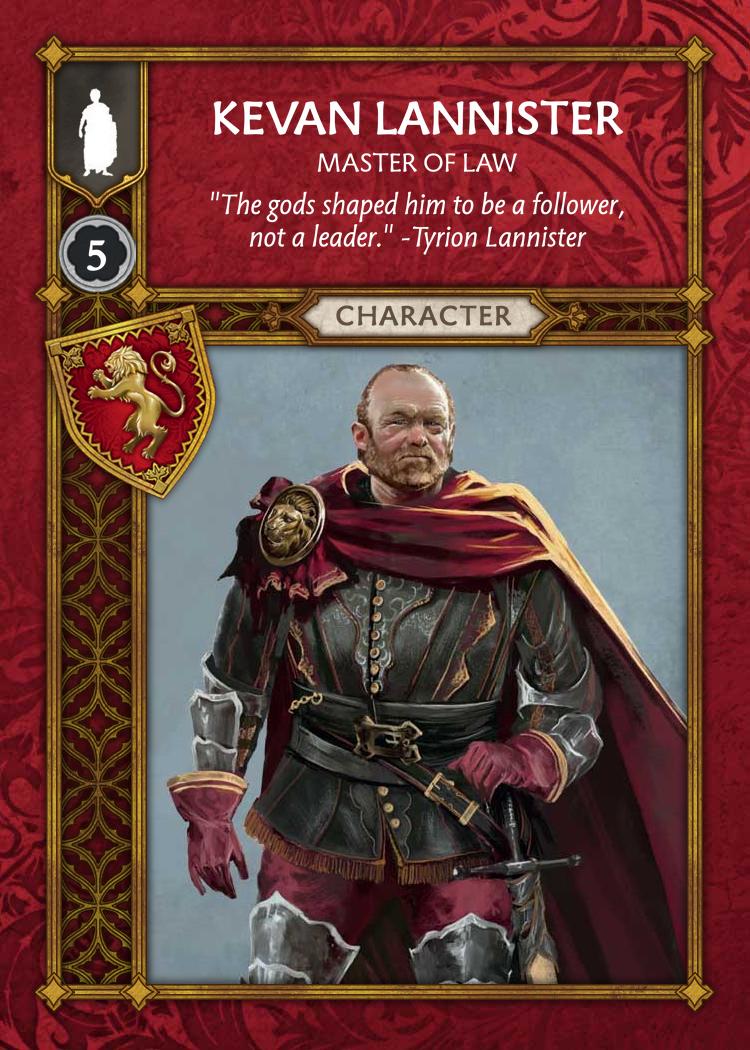 KEVAN LANNISTER
MASTER OF LAW
"The gods shaped him to be a follower,
not a leader." -Tyrion Lannister
5
CHARACTER